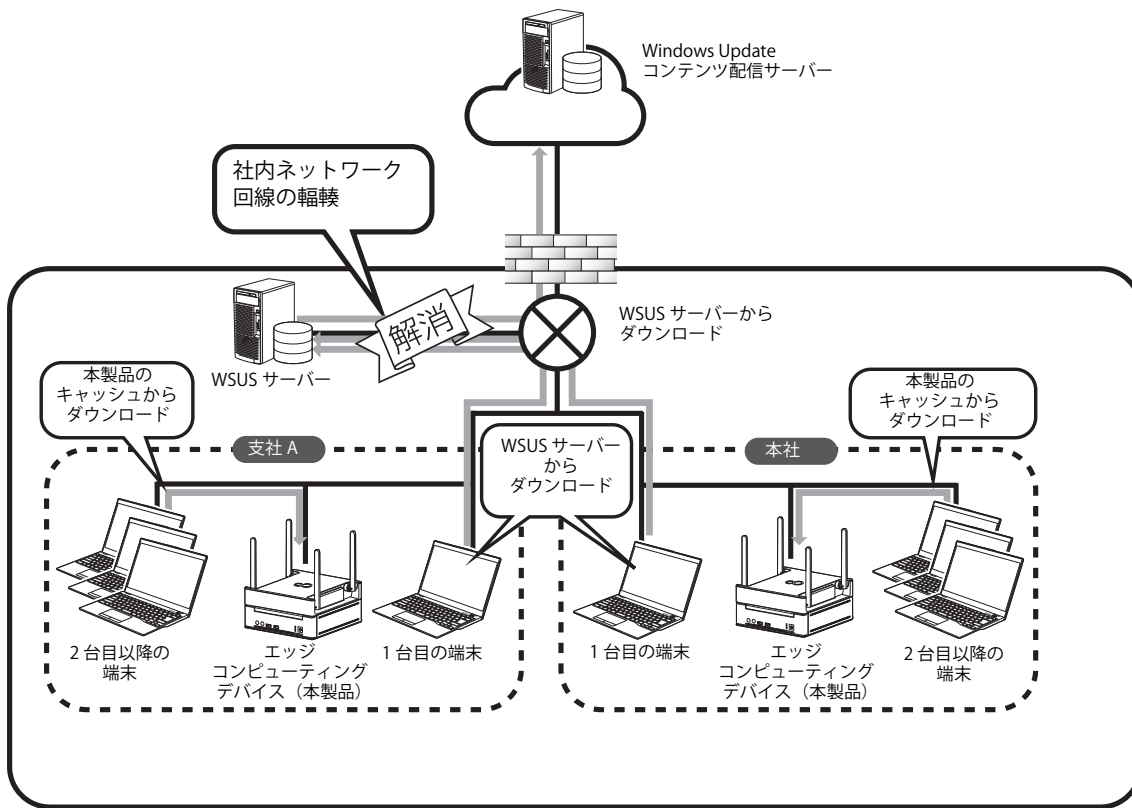 Windows Update
コンテンツ配信サーバー
社内ネットワーク
回線の輻輳
解消
WSUS サーバーから
ダウンロード
WSUS サーバー
本製品の
キャッシュから
ダウンロード
本製品の
キャッシュから
ダウンロード
支社 A
WSUS サーバー
から
ダウンロード
本社
2 台目以降の
端末
エッジ
コンピューティング
デバイス（本製品）
1 台目の端末
1 台目の端末
エッジ
コンピューティング
デバイス（本製品）
2 台目以降の
端末